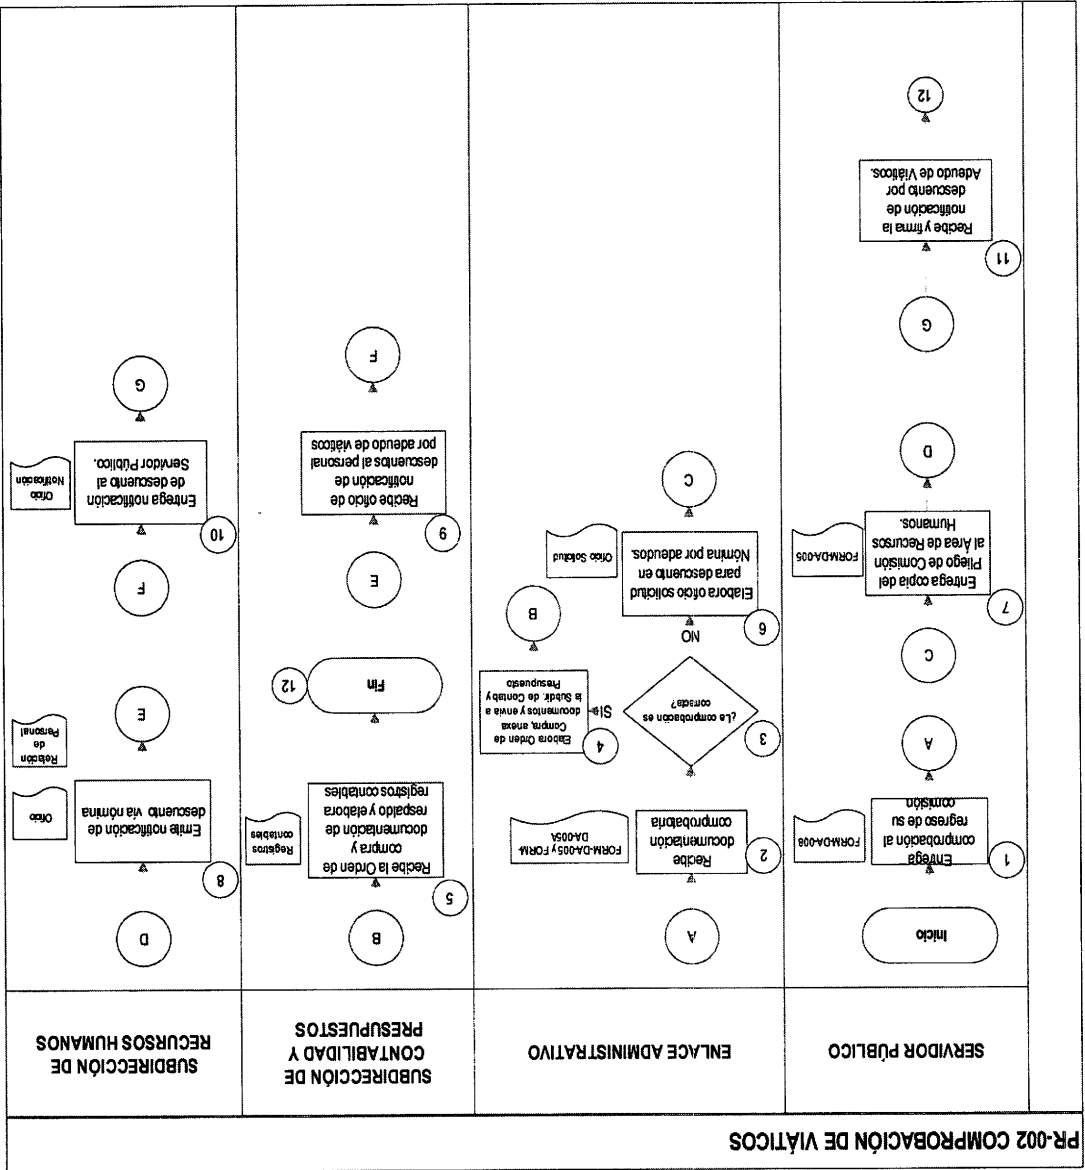 PR-002 COMPROBACIÓN DE VIÁTICOS
SERVIDOR PÚBLICO
ENLACE ADMINISTRATIVO
SUBDIRECCIÓN DE
CONTABILIDAD Y
PRESUPUESTOS
SUBDIRECCIÓN DE
RECURSOS HUMANOS
Inicio
1
Entrega
comprobación al
regreso de su
comisión
FORM-DA-008
A
C
7
Entrega copia del
Pliego de Comisión
al Área de Recursos
Humanos.
FORM-DA-005
D
G
11
Recibe y firma la
notificación de
descuento por
Adeudo de Viáticos.
12
A
2
Recibe
documentación
comprobatoria
FORM-DA-005 y FORM-
DA-005A
3
¿La comprobación es
correcta?
SI
4
Elabora Orden de
Compra, anexa,
documentos y envía a
la Subdir. de Contab y
Presupuesto
B
NO
6
Elabora oficio solicitud
para descuento en
Nómina por adeudos.
Oficio Solicitud
C
B
5
Recibe la Orden de
compra y
documentación de
respaldo y elabora
registros contables
Registros
contables
Fin
12
E
9
Recibe oficio de
notificación de
descuentos al personal
por adeudo de viáticos
F
D
8
Emite notificación de
descuento vía nómina
Oficio
Relación
de
Personal
E
F
10
Entrega notificación
de descuento al
Servidor Público.
Oficio
Notificación
G